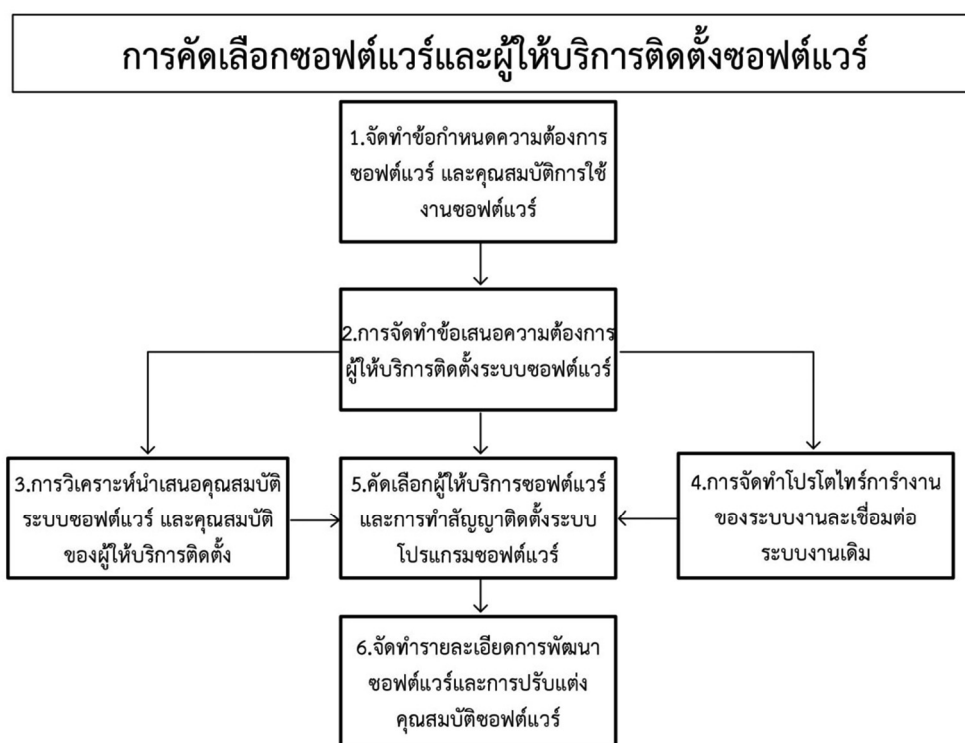 การคัดเลือกซอฟต์แวร์และผู้ให้บริการติดตั้งซอฟต์แวร์
1.จัดทำข้อกำหนดความต้องการ
ซอฟต์แวร์ และคุณสมบัติการใช้
งานซอฟต์แวร์
2.การจัดทำข้อเสนอความต้องการ
ผู้ให้บริการติดตั้งระบบซอฟต์แวร์
3.การวิเคราะห์นำเสนอคุณสมบัติ
ระบบซอฟต์แวร์ และคุณสมบัติ
ของผู้ให้บริการติดตั้ง
5.คัดเลือกผู้ให้บริการซอฟต์แวร์
และการทำสัญญาติดตั้งระบบ
โปรแกรมซอฟต์แวร์
4.การจัดทำโปรโตไทร์การำงาน
ของระบบงานละเชื่อมต่อ
ระบบงานเดิม
6.จัดทำรายละเอียดการพัฒนา
ซอฟต์แวร์และการปรับแต่ง
คุณสมบัติซอฟต์แวร์